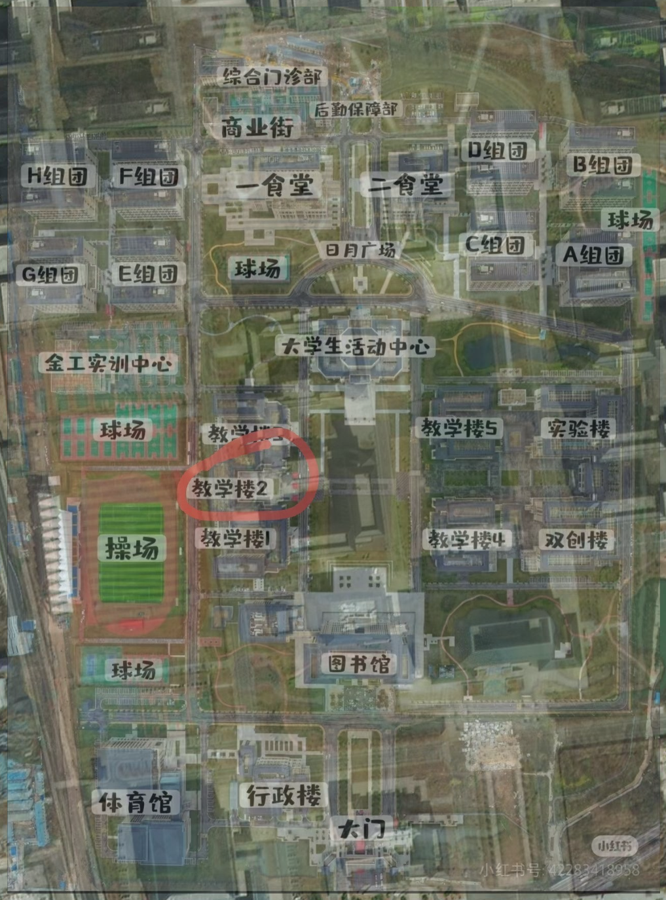 综合门诊部
后勤保障部
商业街
D组团
B组团
H组团
F组团
一食堂
二食堂
球场
日月广场
C组团
A组团
球场
G组团
E组团
大学生活动中心
金工实训中心
球场
教学楼3
教学楼5
实验楼
教学楼2
教学楼1
教学楼4
双创楼
操场
图书馆
球场
体育馆
行政楼
大门
小红书
小红书号: 42283418988